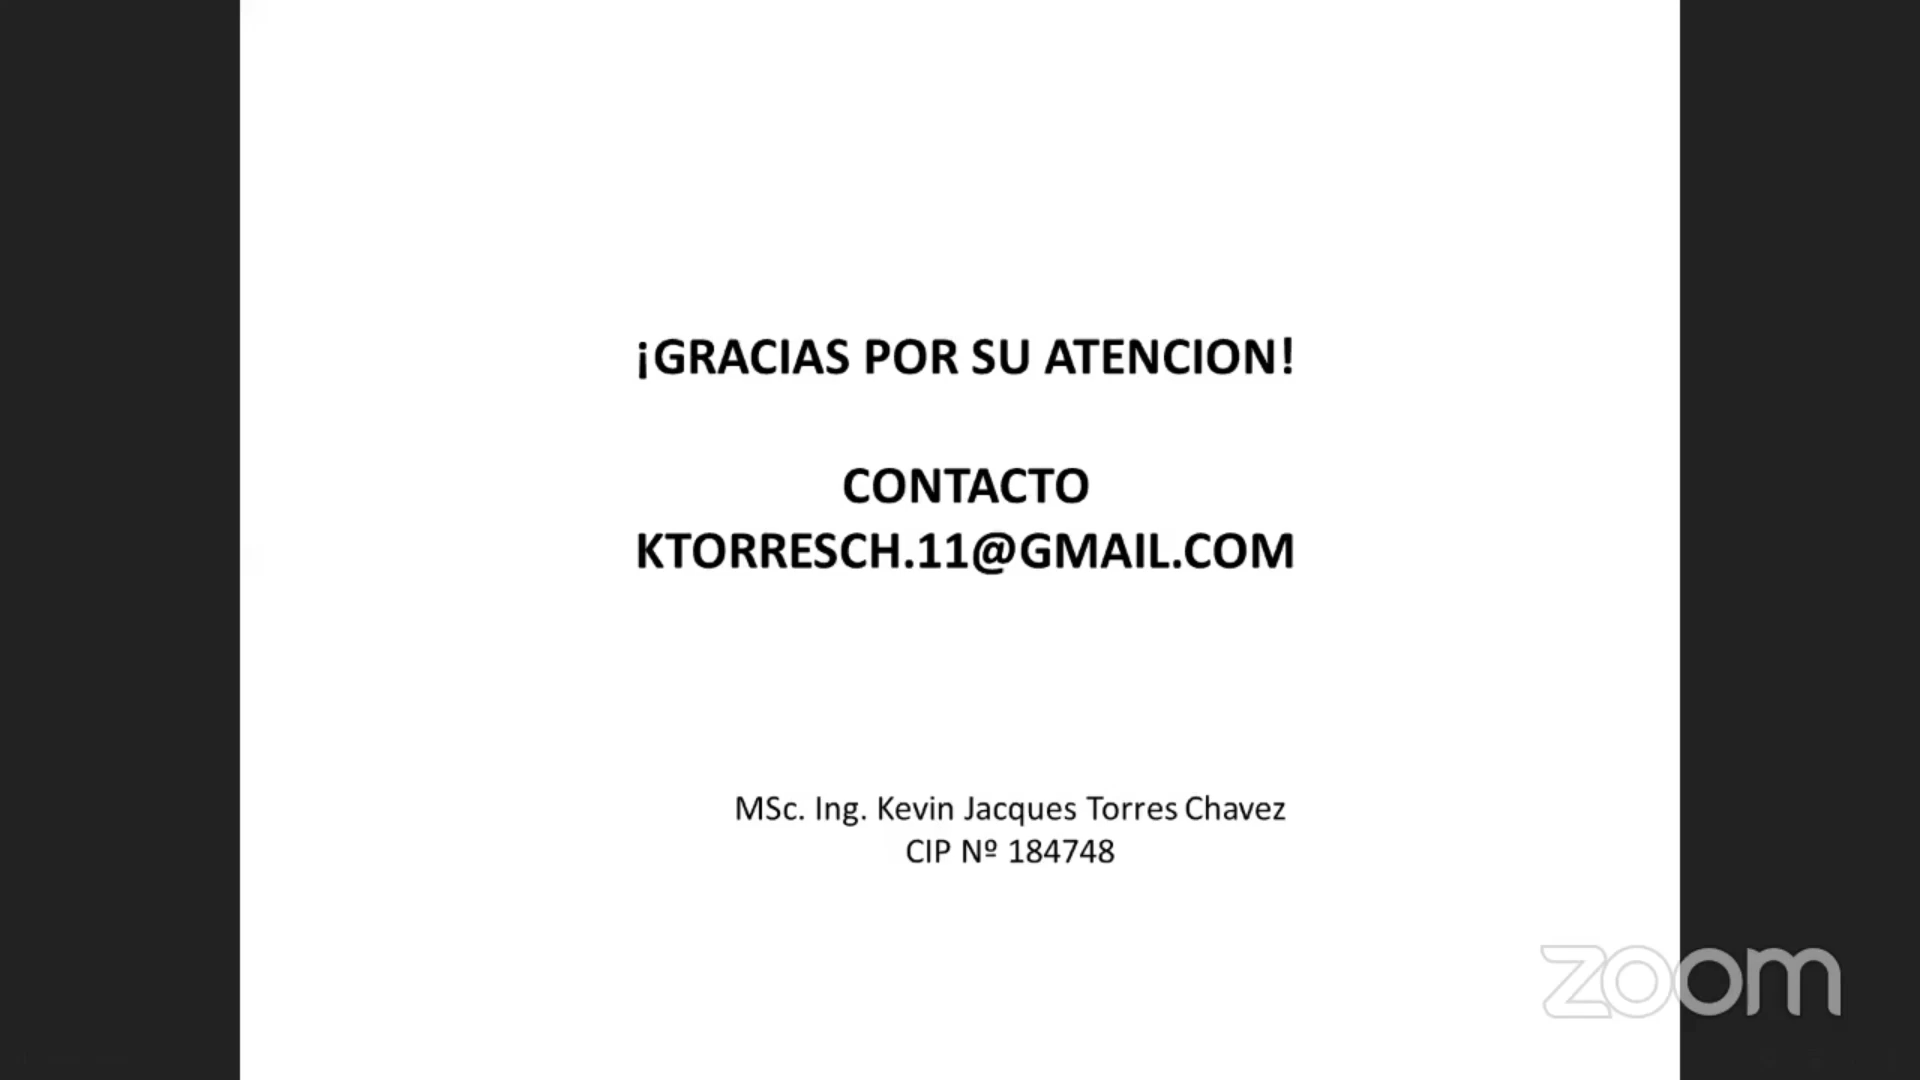 ¡GRACIAS POR SU ATENCION!
CONTACTO
KTORRESCH.11@GMAIL.COM
MSc. Ing. Kevin Jacques Torres Chavez
CIP Nº 184748
zoom